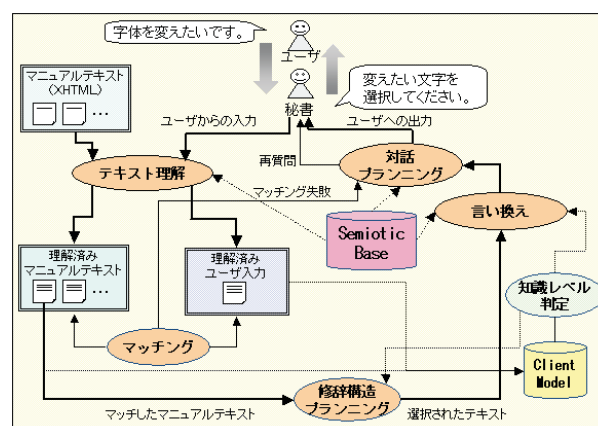 字体を変えたいです。
ユーザ
マニュアルテキスト
(XHTML)
…
変えたい文字を
選択してください。
秘書
ユーザからの入力
ユーザへの出力
再質問
対話
プランニング
テキスト理解
マッチング失敗
言い換え
Semiotic
Base
理解済み
マニュアルテキスト
…
理解済み
ユーザ入力
知識レベル
判定
マッチング
Client
Model
修辞構造
プランニング
マッチしたマニュアルテキスト
選択されたテキスト